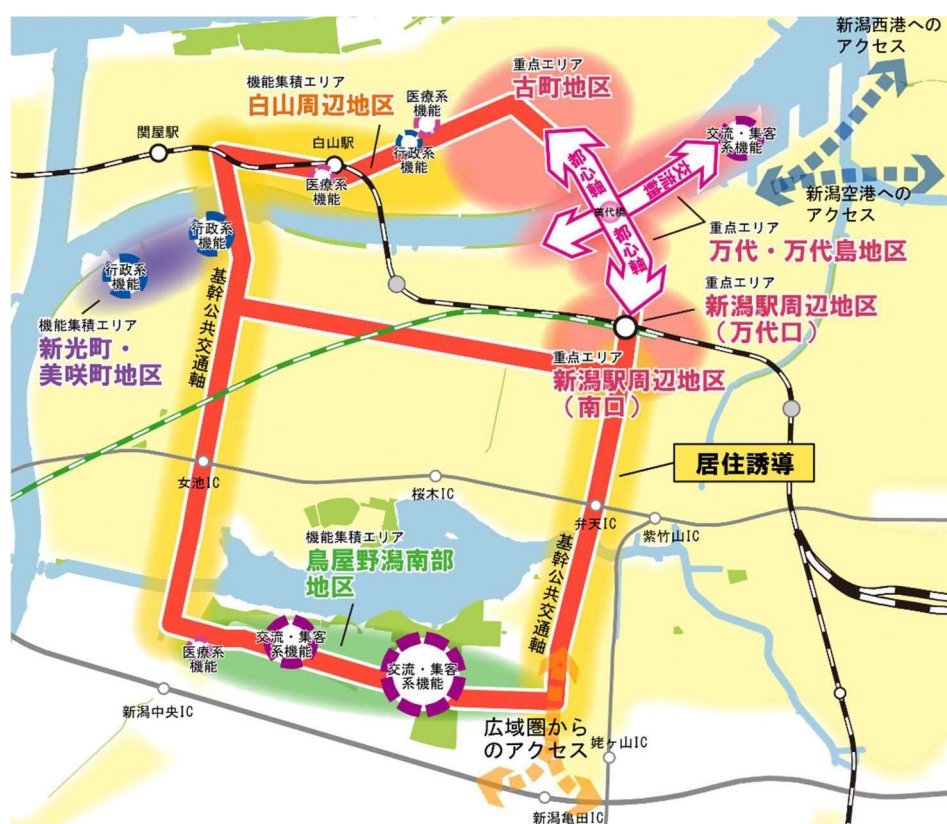 新潟西港への
アクセス
重点エリア
古町地区
機能集積エリア
白山周辺地区
医療系
機能
関屋駅
白山駅
行政系
機能
医療系
機能
交流・集客
系機能
都心軸
萬代橋
都心軸
新潟空港への
アクセス
重点エリア
万代・万代島地区
行政系
機能
行政系
機能
重点エリア
新潟駅周辺地区
(万代口)
機能集積エリア
新光町・
美咲町地区
基幹公共交通軸
重点エリア
新潟駅周辺地区
(南口)
居住誘導
女池IC
桜木IC
弁天IC
紫竹山IC
機能集積エリア
鳥屋野潟南部
地区
基幹公共交通軸
医療系
機能
交流・集客
系機能
交流・集客
系機能
新潟中央IC
広域圏から
のアクセス
姥ヶ山IC
新潟亀田IC